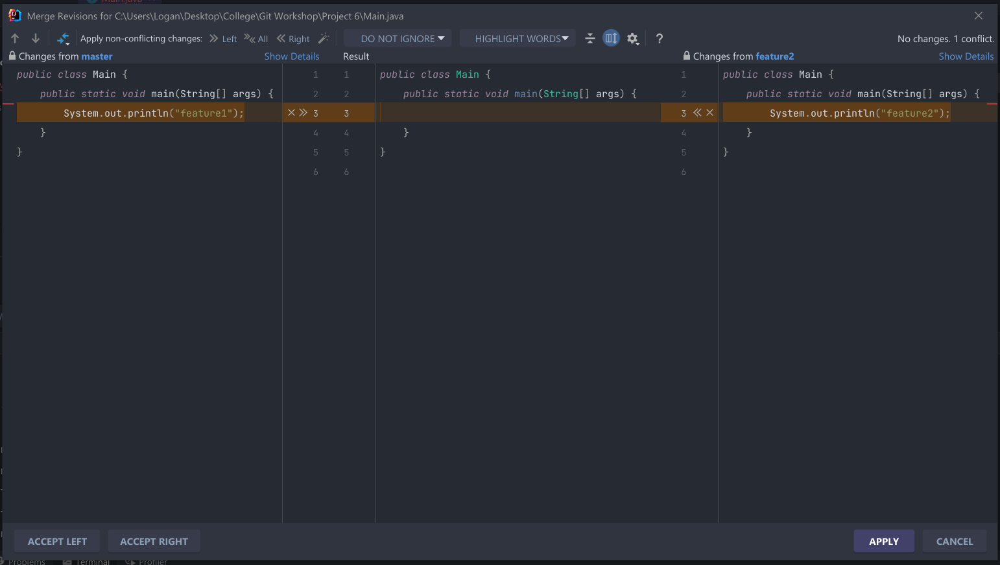 Main.java
Merge Revisions for C:\Users\Logan\Desktop\College\Git Workshop\Project 6\Main.java
Apply non-conflicting changes: Left All Right DO NOT IGNORE HIGHLIGHT WORDS ? No changes. 1 conflict.
Changes from master Show Details Result Changes from feature2 Show Details
public class Main { 1 1 public class Main { 1 public class Main {
public static void main(String[] args) { 2 2 public static void main(String[] args) { 2 public static void main(String[] args) {
System.out.println("feature1"); 3 3 3 System.out.println("feature2");
} 4 4 } 4 }
} 5 5 } 5 }
6 6 6
ACCEPT LEFT ACCEPT RIGHT APPLY CANCEL
Problems Terminal Profiler